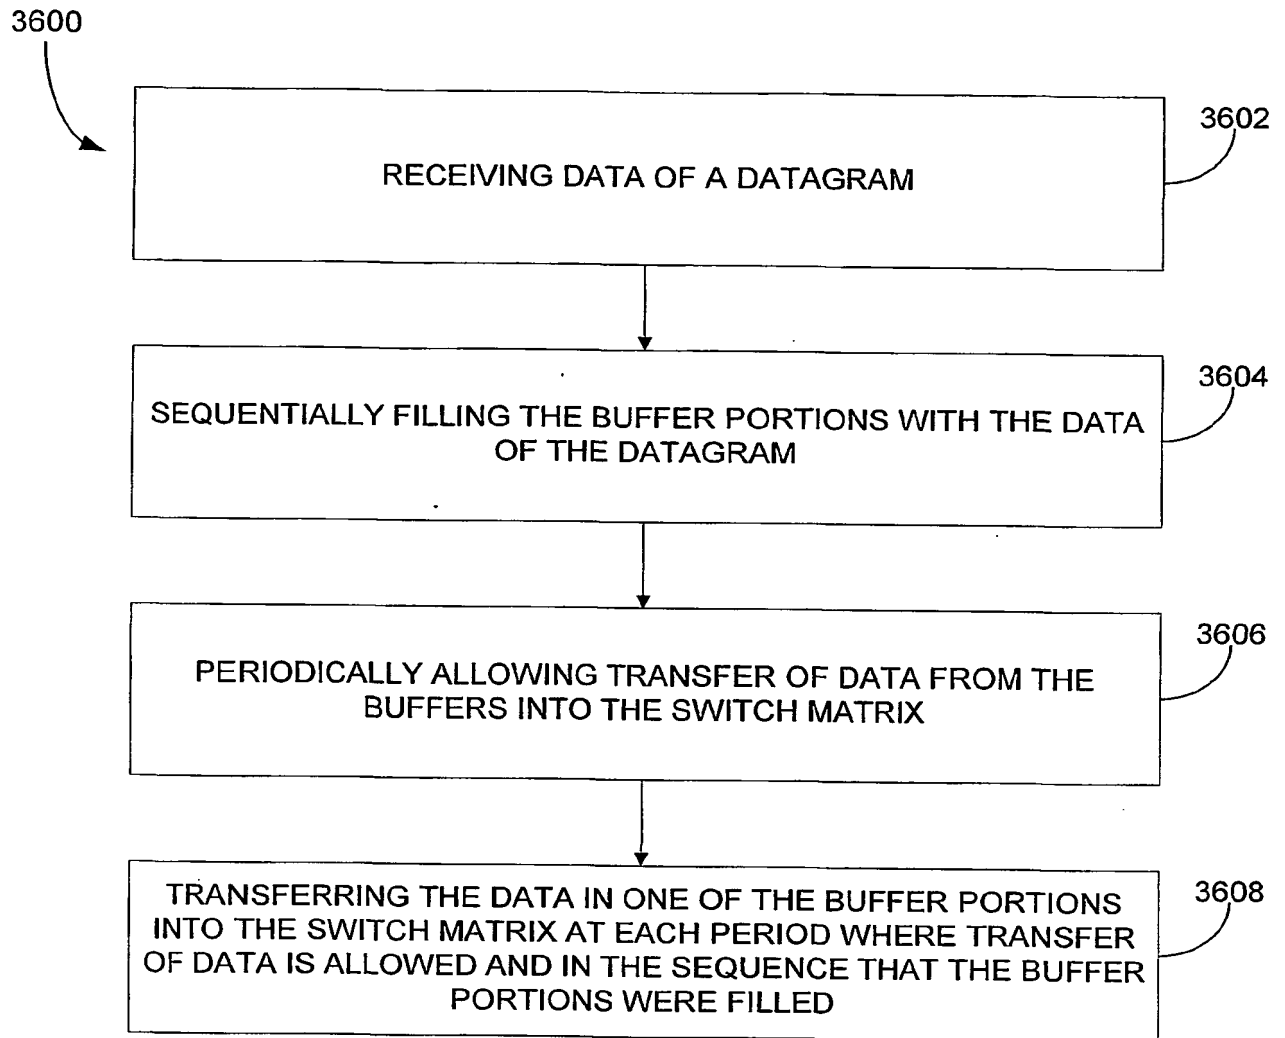 3600
3602
RECEIVING DATA OF A DATAGRAM
3604
SEQUENTIALLY FILLING THE BUFFER PORTIONS WITH THE DATA
OF THE DATAGRAM
3606
PERIODICALLY ALLOWING TRANSFER OF DATA FROM THE
BUFFERS INTO THE SWITCH MATRIX
3608
TRANSFERRING THE DATA IN ONE OF THE BUFFER PORTIONS
INTO THE SWITCH MATRIX AT EACH PERIOD WHERE TRANSFER
OF DATA IS ALLOWED AND IN THE SEQUENCE THAT THE BUFFER
PORTIONS WERE FILLED